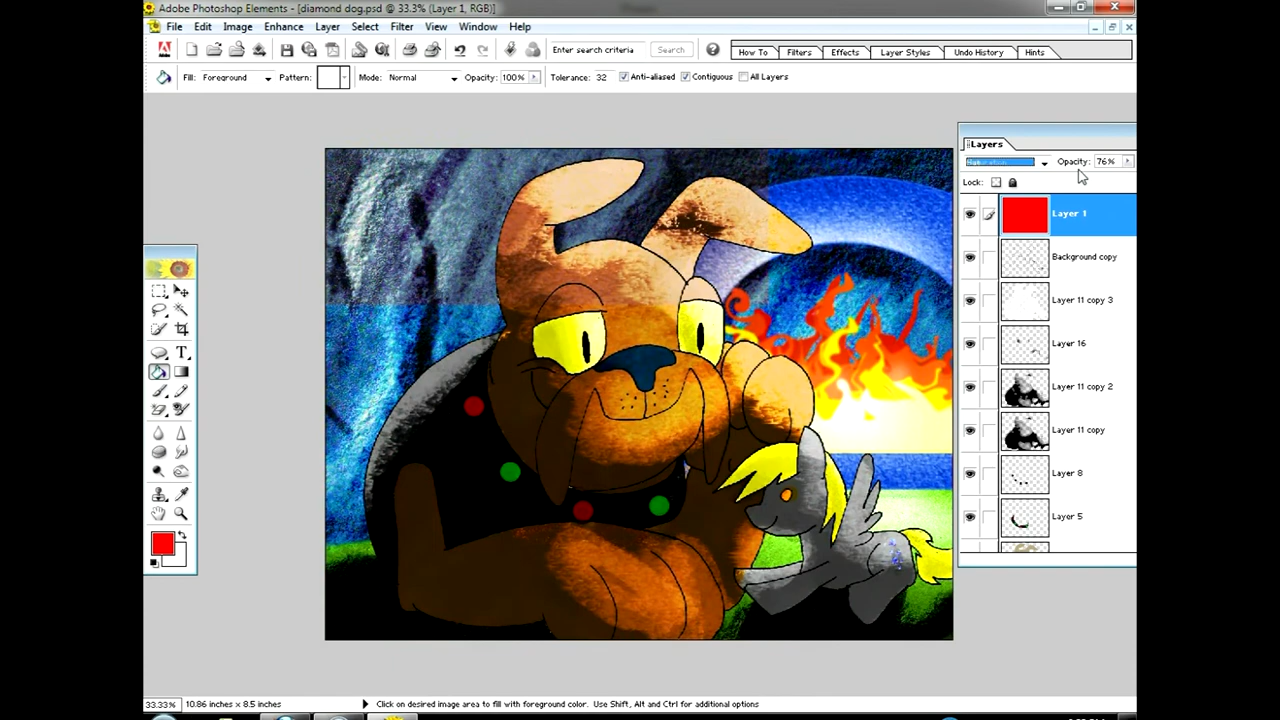 Adobe Photoshop Elements - [diamond dog.psd @ 33.3% (Layer 1, RGB)]
File Edit Image Enhance Layer Select Filter View Window Help
Enter search criteria Search How To Filters Effects Layer Styles Undo History Hints
Fill: Foreground Pattern: Mode: Normal Opacity: 100% Tolerance: 32 Anti-aliased Contiguous All Layers
Layers
Saturation Opacity: 76%
Lock:
Layer 1
Background copy
Layer 11 copy 3
Layer 16
Layer 11 copy 2
Layer 11 copy
Layer 8
Layer 5
T
33.33% 10.86 inches x 8.5 inches Click on desired image area to fill with foreground color. Use Shift, Alt and Ctrl for additional options